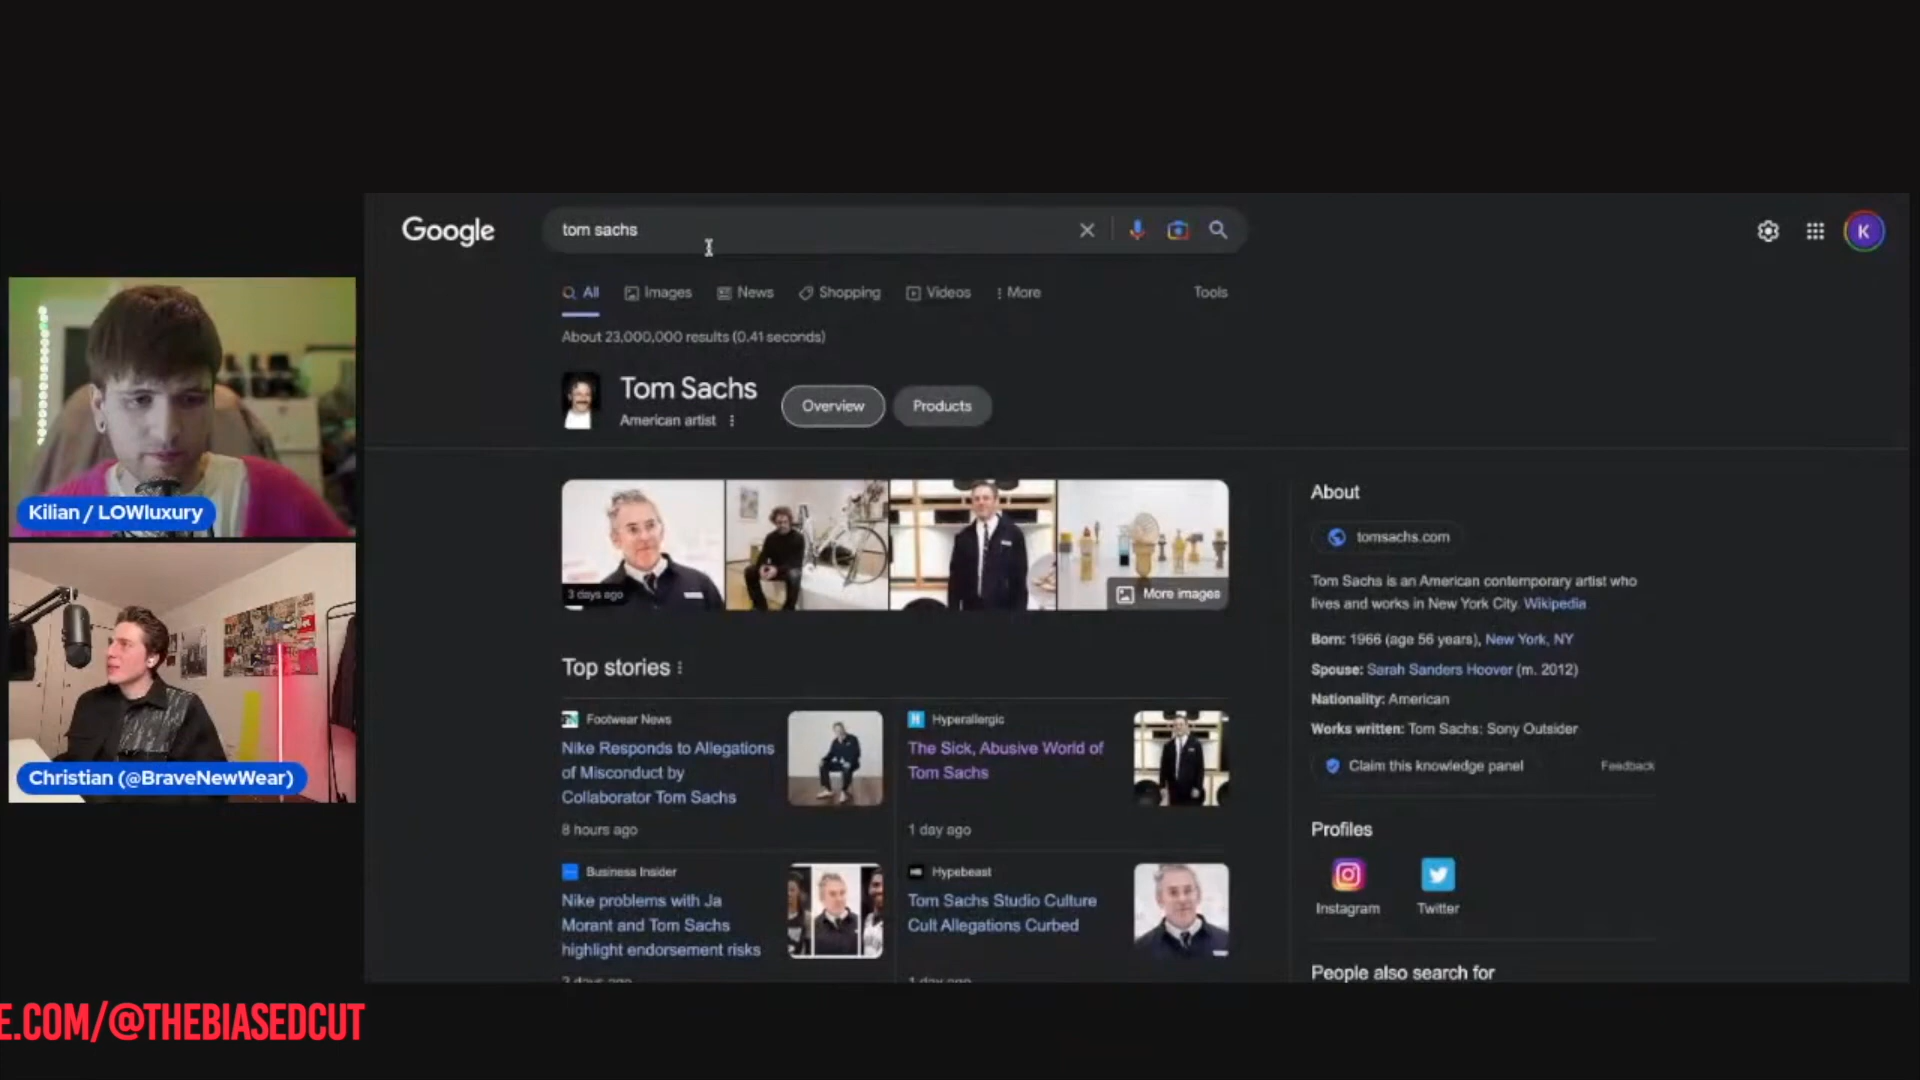 Google
tom sachs
K
All
Images
News
Shopping
Videos
More
Tools
About 23,000,000 results (0.41 seconds)
Tom Sachs
American artist
Overview
Products
3 days ago
More images
Top stories
Footwear News
Nike Responds to Allegations
of Misconduct by
Collaborator Tom Sachs
8 hours ago
Hyperallergic
The Sick, Abusive World of
Tom Sachs
1 day ago
Business Insider
Nike problems with Ja
Morant and Tom Sachs
highlight endorsement risks
Hypebeast
Tom Sachs Studio Culture
Cult Allegations Curbed
1 day ago
About
tomsachs.com
Tom Sachs is an American contemporary artist who
lives and works in New York City. Wikipedia
Born: 1966 (age 56 years), New York, NY
Spouse: Sarah Sanders Hoover (m. 2012)
Nationality: American
Works written: Tom Sachs: Sony Outsider
Claim this knowledge panel
Feedback
Profiles
Instagram
Twitter
People also search for
Kilian / LOWluxury
Christian (@BraveNewWear)
E.COM/@THEBIASEDCUT